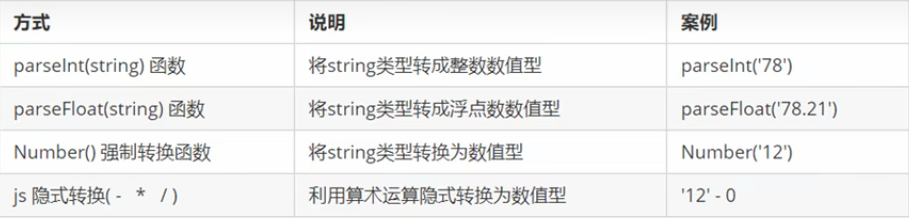 方式 说明 案例
parseInt(string) 函数 将string类型转成整数数值型 parseInt('78')
parseFloat(string) 函数 将string类型转成浮点数数值型 parseFloat('78.21')
Number() 强制转换函数 将string类型转换为数值型 Number('12')
js 隐式转换( - * / ) 利用算术运算隐式转换为数值型 '12' - 0